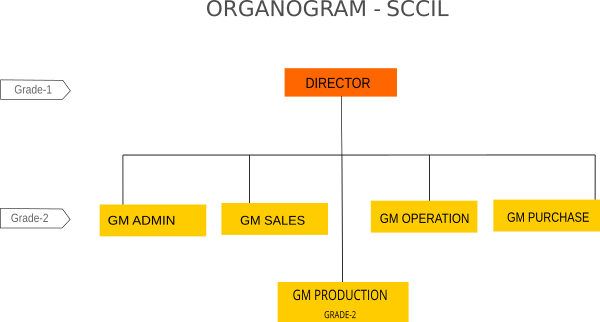 ORGANOGRAM - SCCIL
DIRECTOR
Grade-1
GM ADMIN
GM SALES
GM OPERATION
GM PURCHASE
Grade-2
GM PRODUCTION
GRADE-2